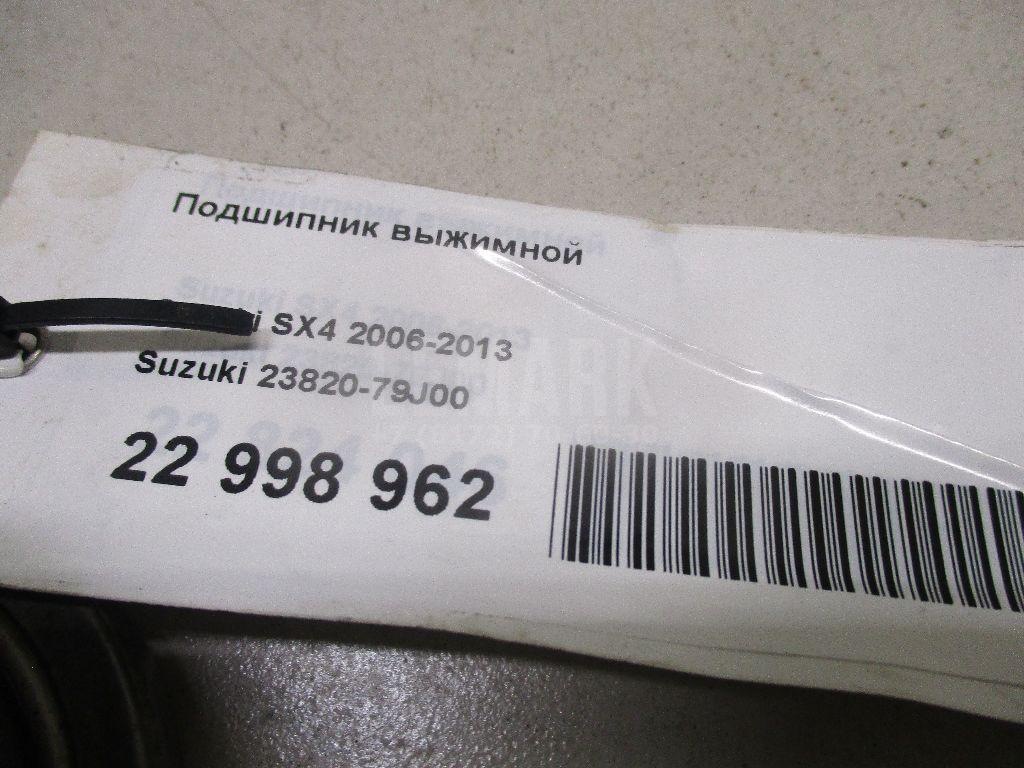 Подшипник выжимной
i SX4 2006-2013
Suzuki 23820-79J00
22 998 962